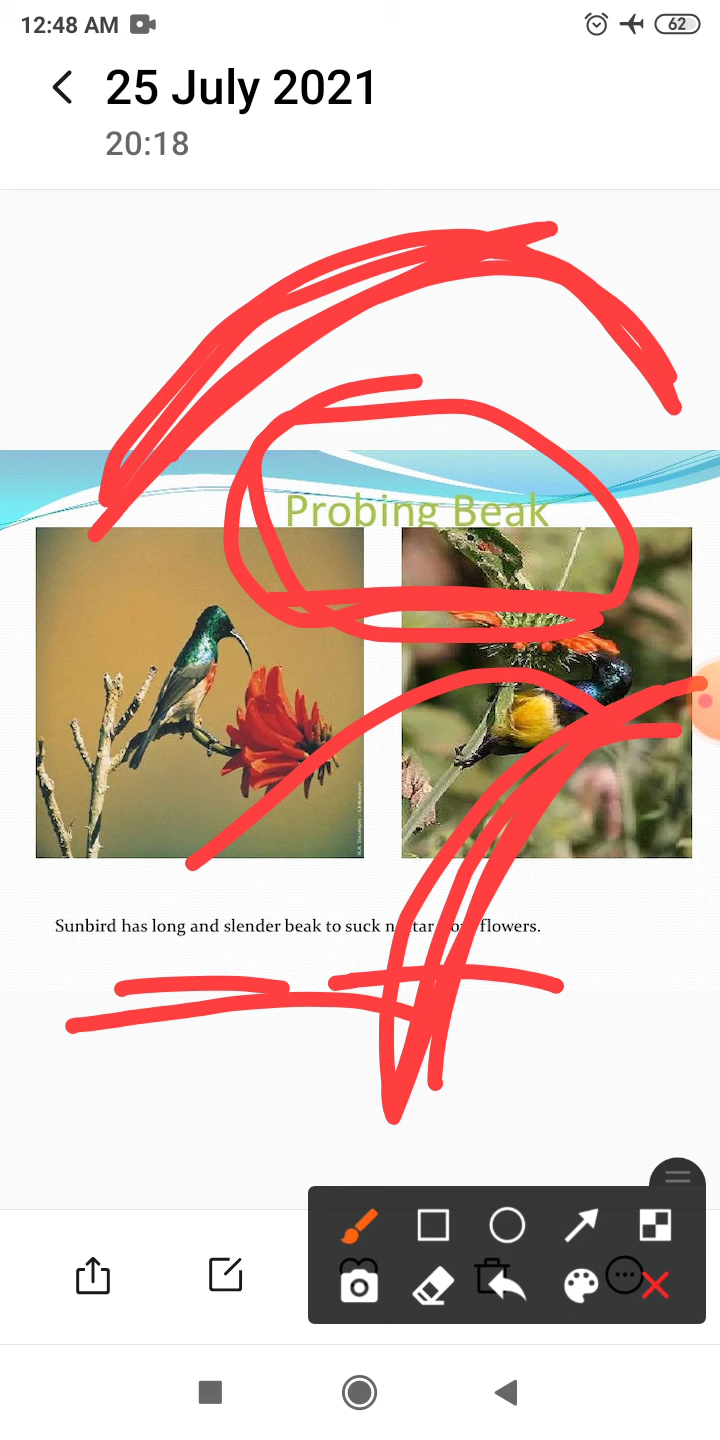 12:48 AM
62
25 July 2021
20:18
Probing Beak
Sunbird has long and slender beak to suck flowers.